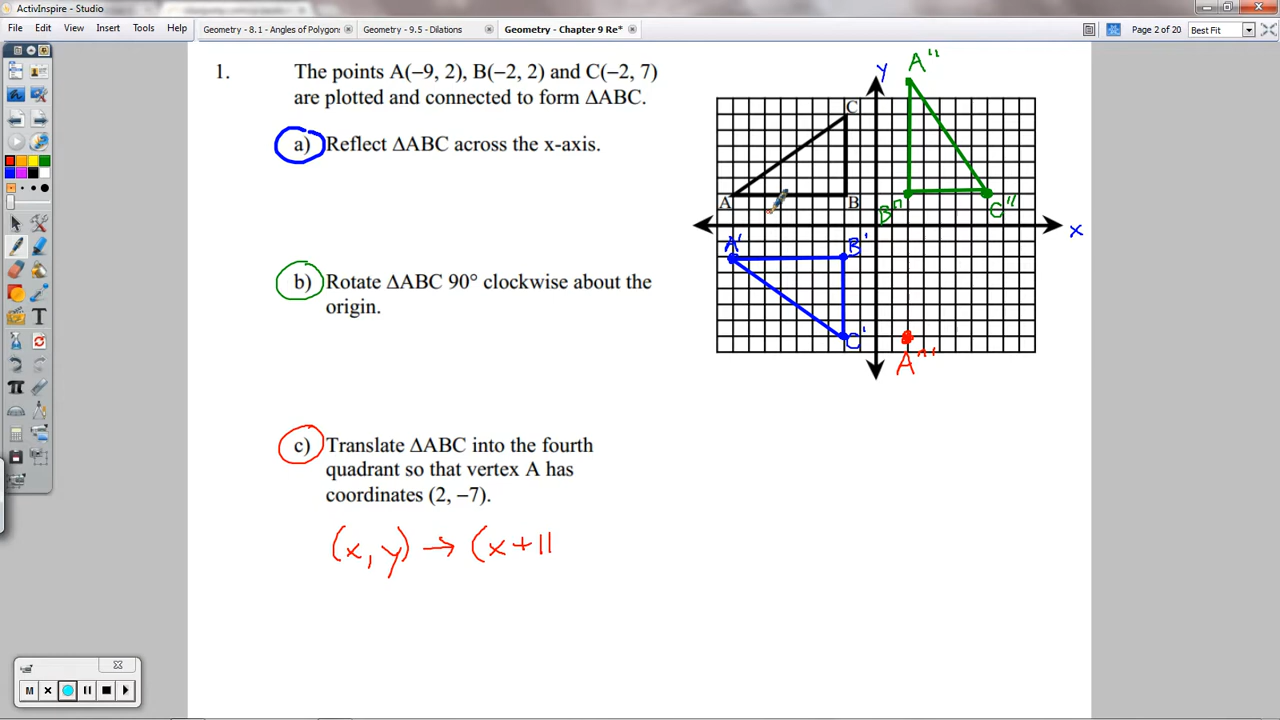 ActivInspire - Studio
File Edit View Insert Tools Help
Geometry - 8.1 - Angles of Polygons
Geometry - 9.5 - Dilations
Geometry - Chapter 9 Re*
Page 2 of 20
Best Fit
1. The points A(−9, 2), B(−2, 2) and C(−2, 7)
are plotted and connected to form ΔABC.
a) Reflect ΔABC across the x-axis.
b) Rotate ΔABC 90° clockwise about the
origin.
c) Translate ΔABC into the fourth
quadrant so that vertex A has
coordinates (2, −7).
(x, y) → (x+11
y
A''
C
A
B
B''
C''
x
A'
B'
C'
A'''
M